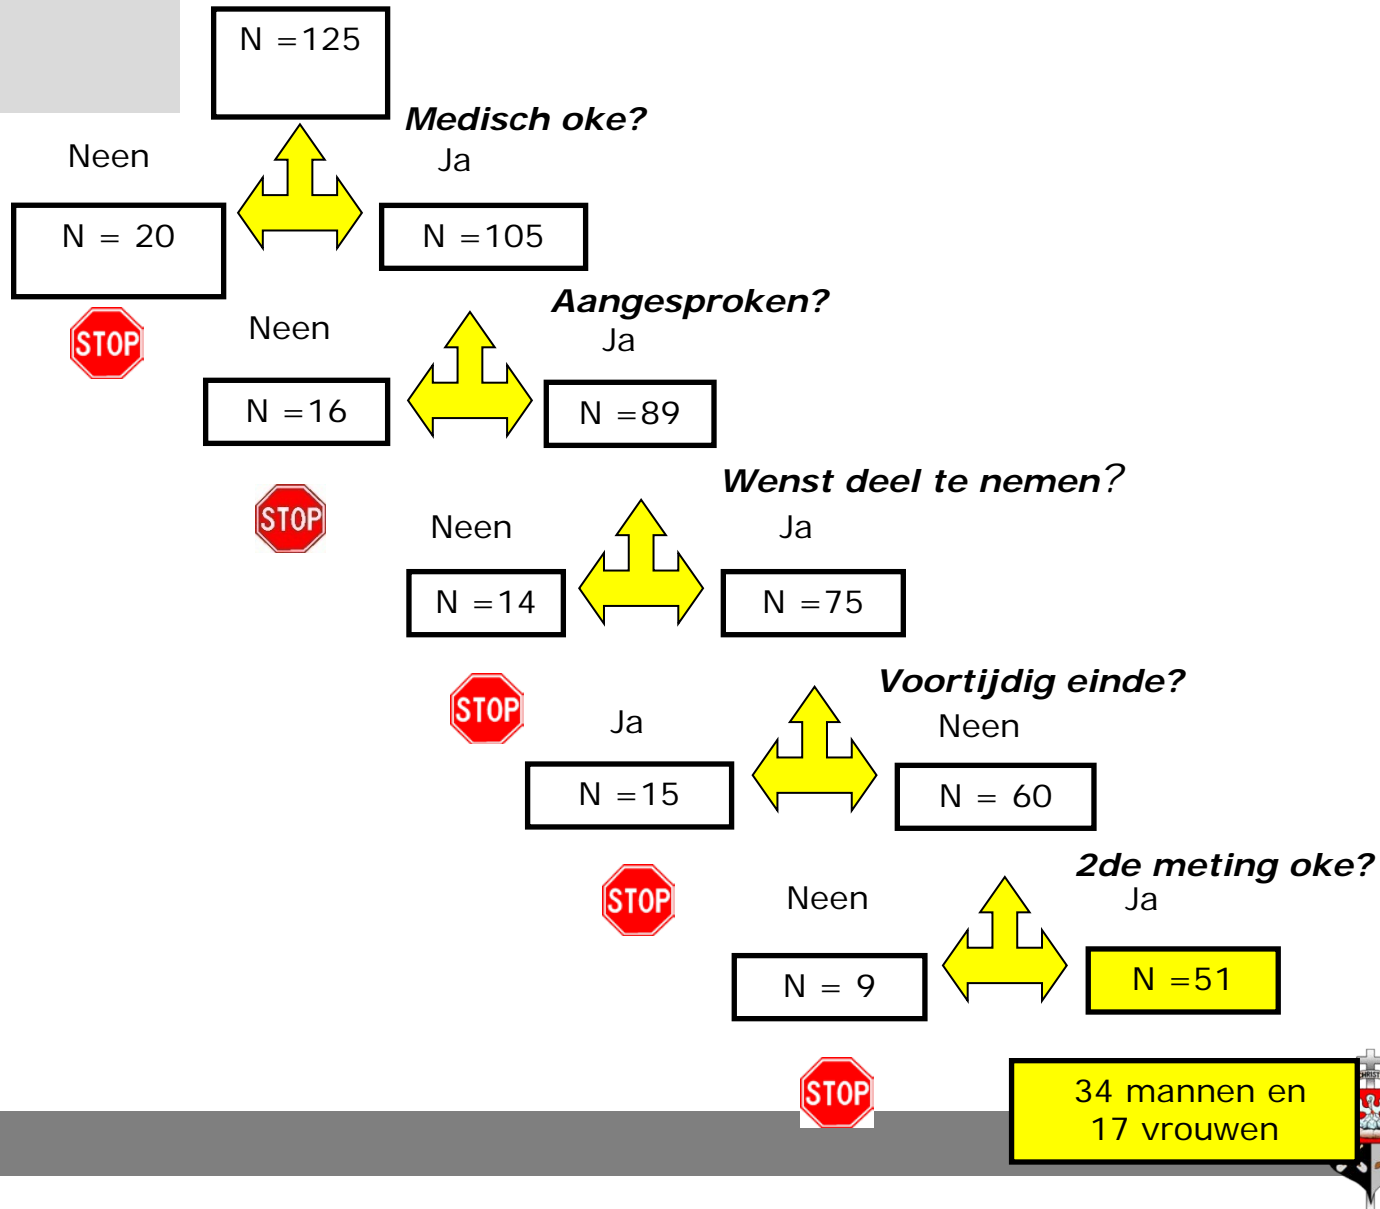 N =125
Medisch oke?
Neen
Ja
N = 20
N =105
STOP
Aangesproken?
Neen
Ja
N =16
N =89
STOP
Wenst deel te nemen?
Neen
Ja
N =14
N =75
STOP
Voortijdig einde?
Ja
Neen
N =15
N = 60
STOP
2de meting oke?
Neen
Ja
N = 9
N =51
STOP
34 mannen en
17 vrouwen